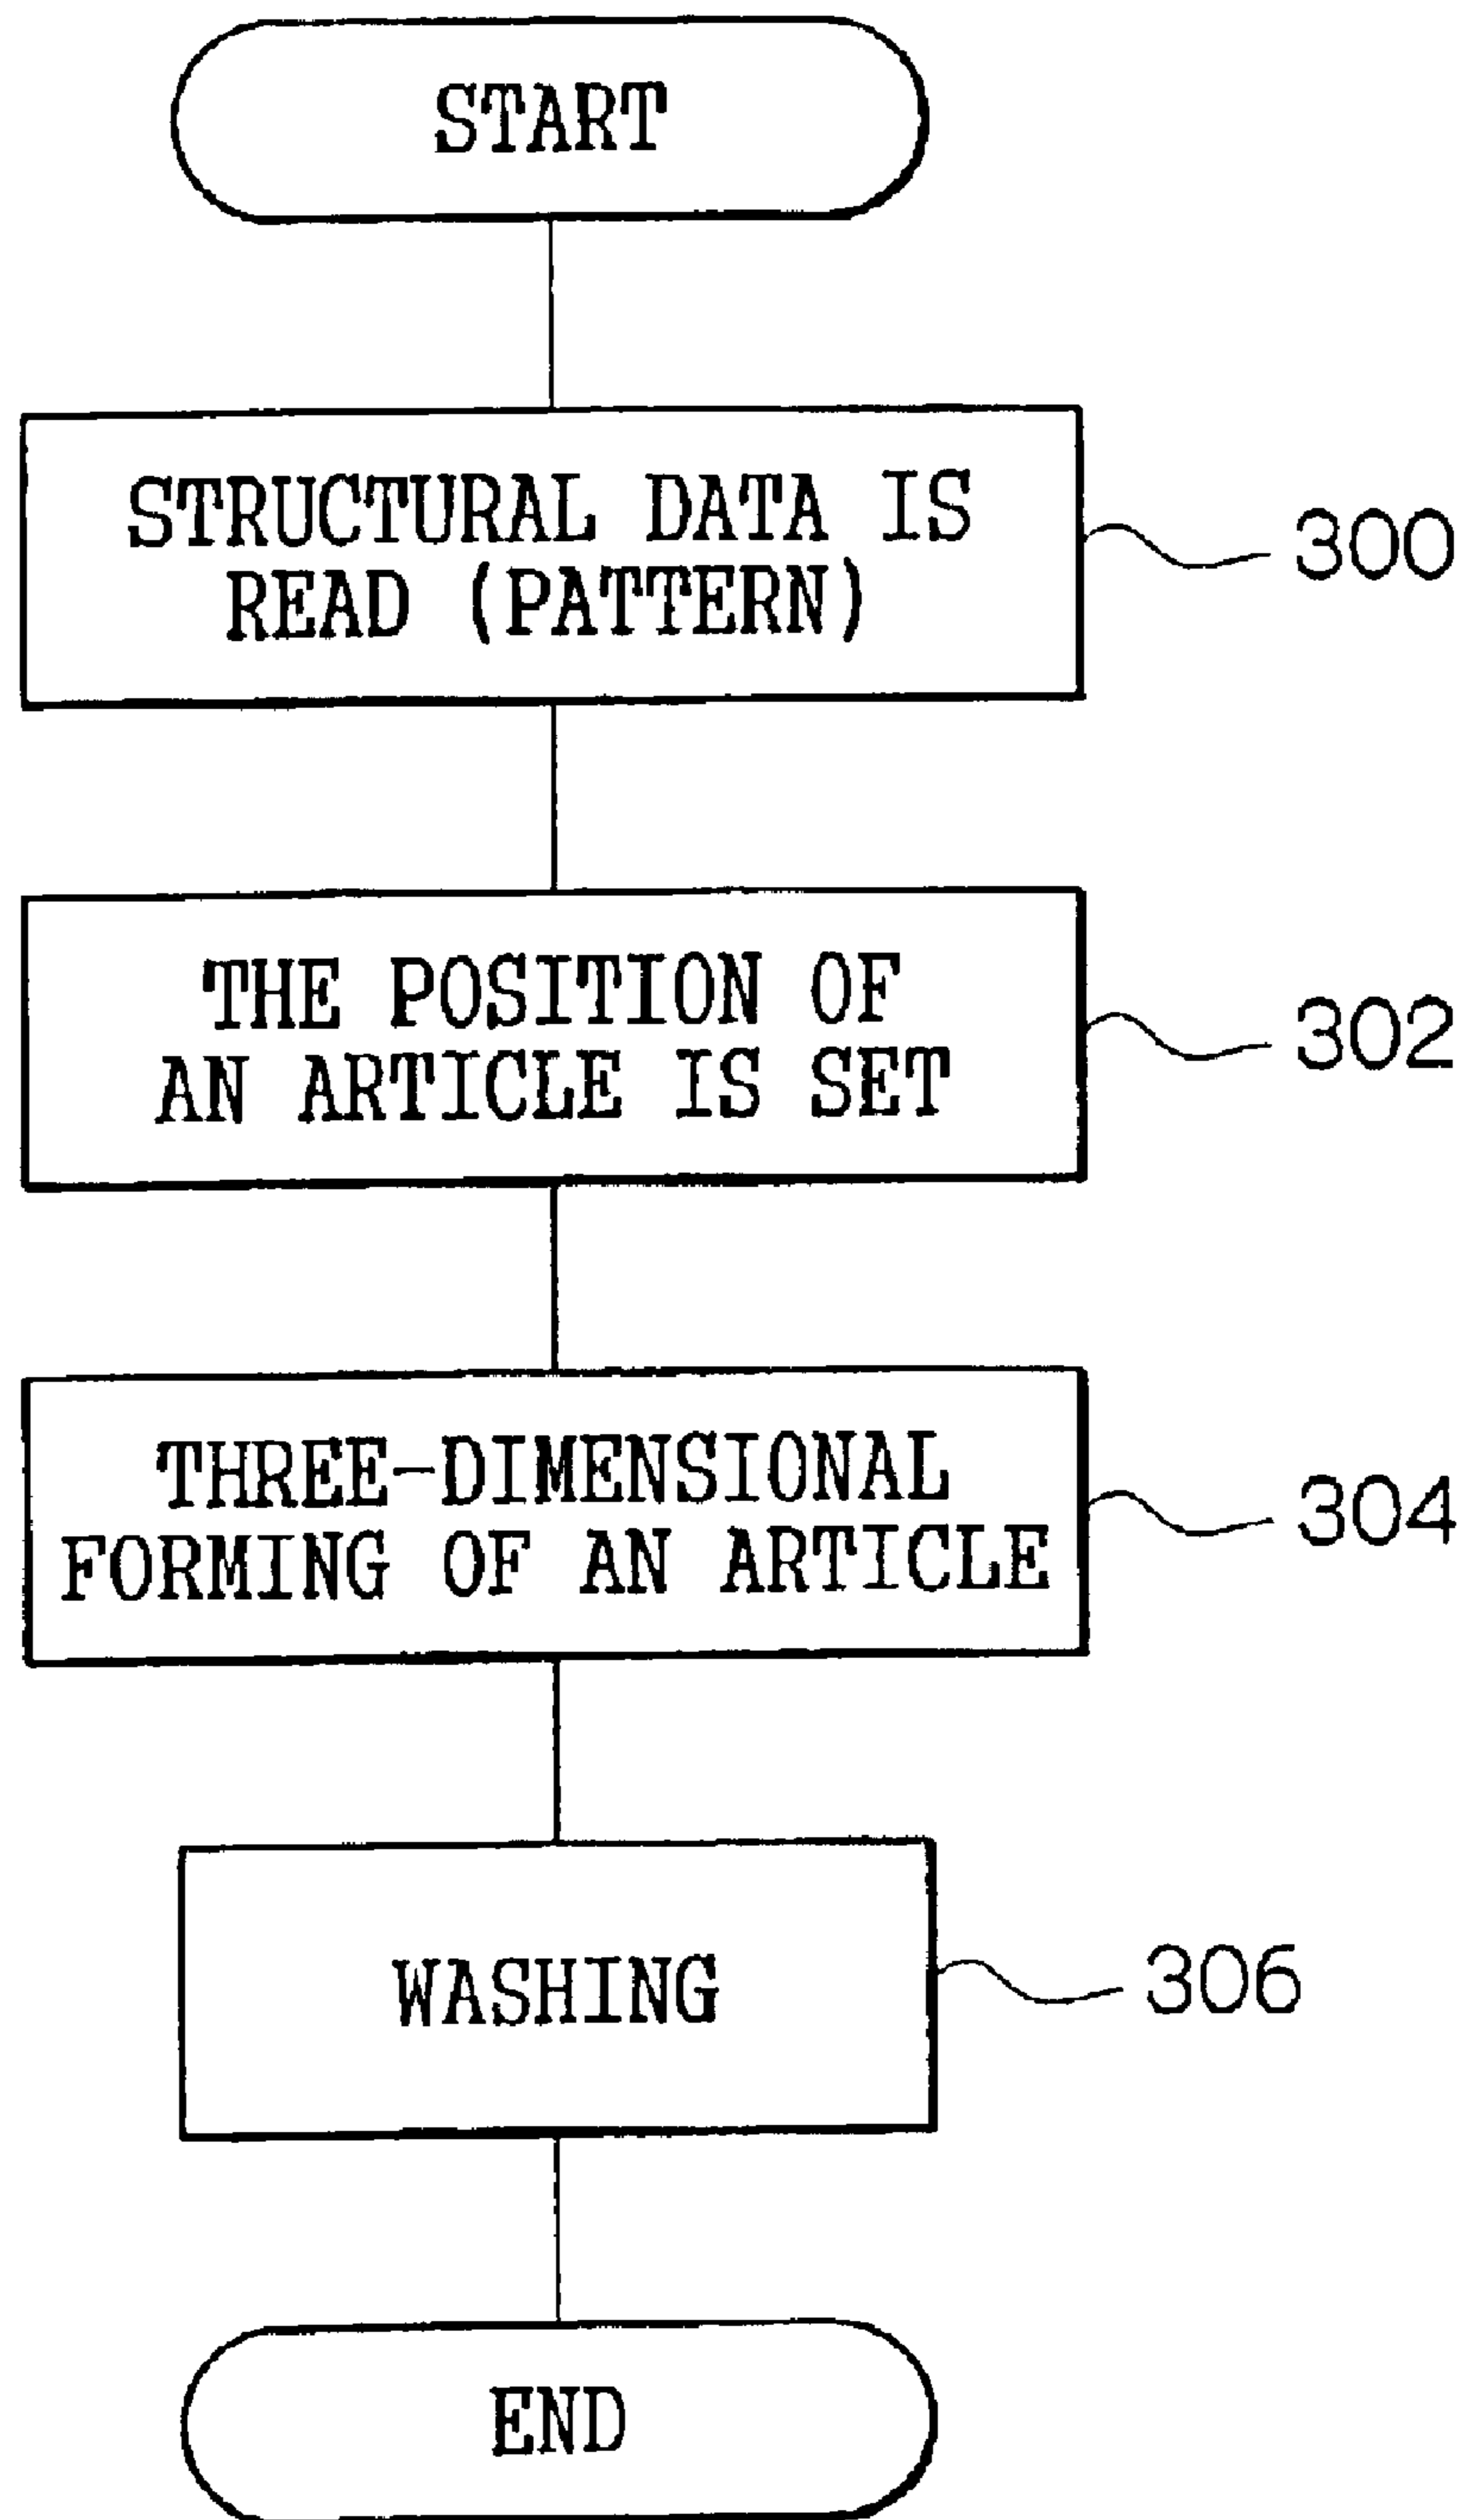 START
STRUCTURAL DATA IS
READ (PATTERN)
300
THE POSITION OF
AN ARTICLE IS SET
302
THREE-DIMENSIONAL
FORMING OF AN ARTICLE
304
WASHING
306
END